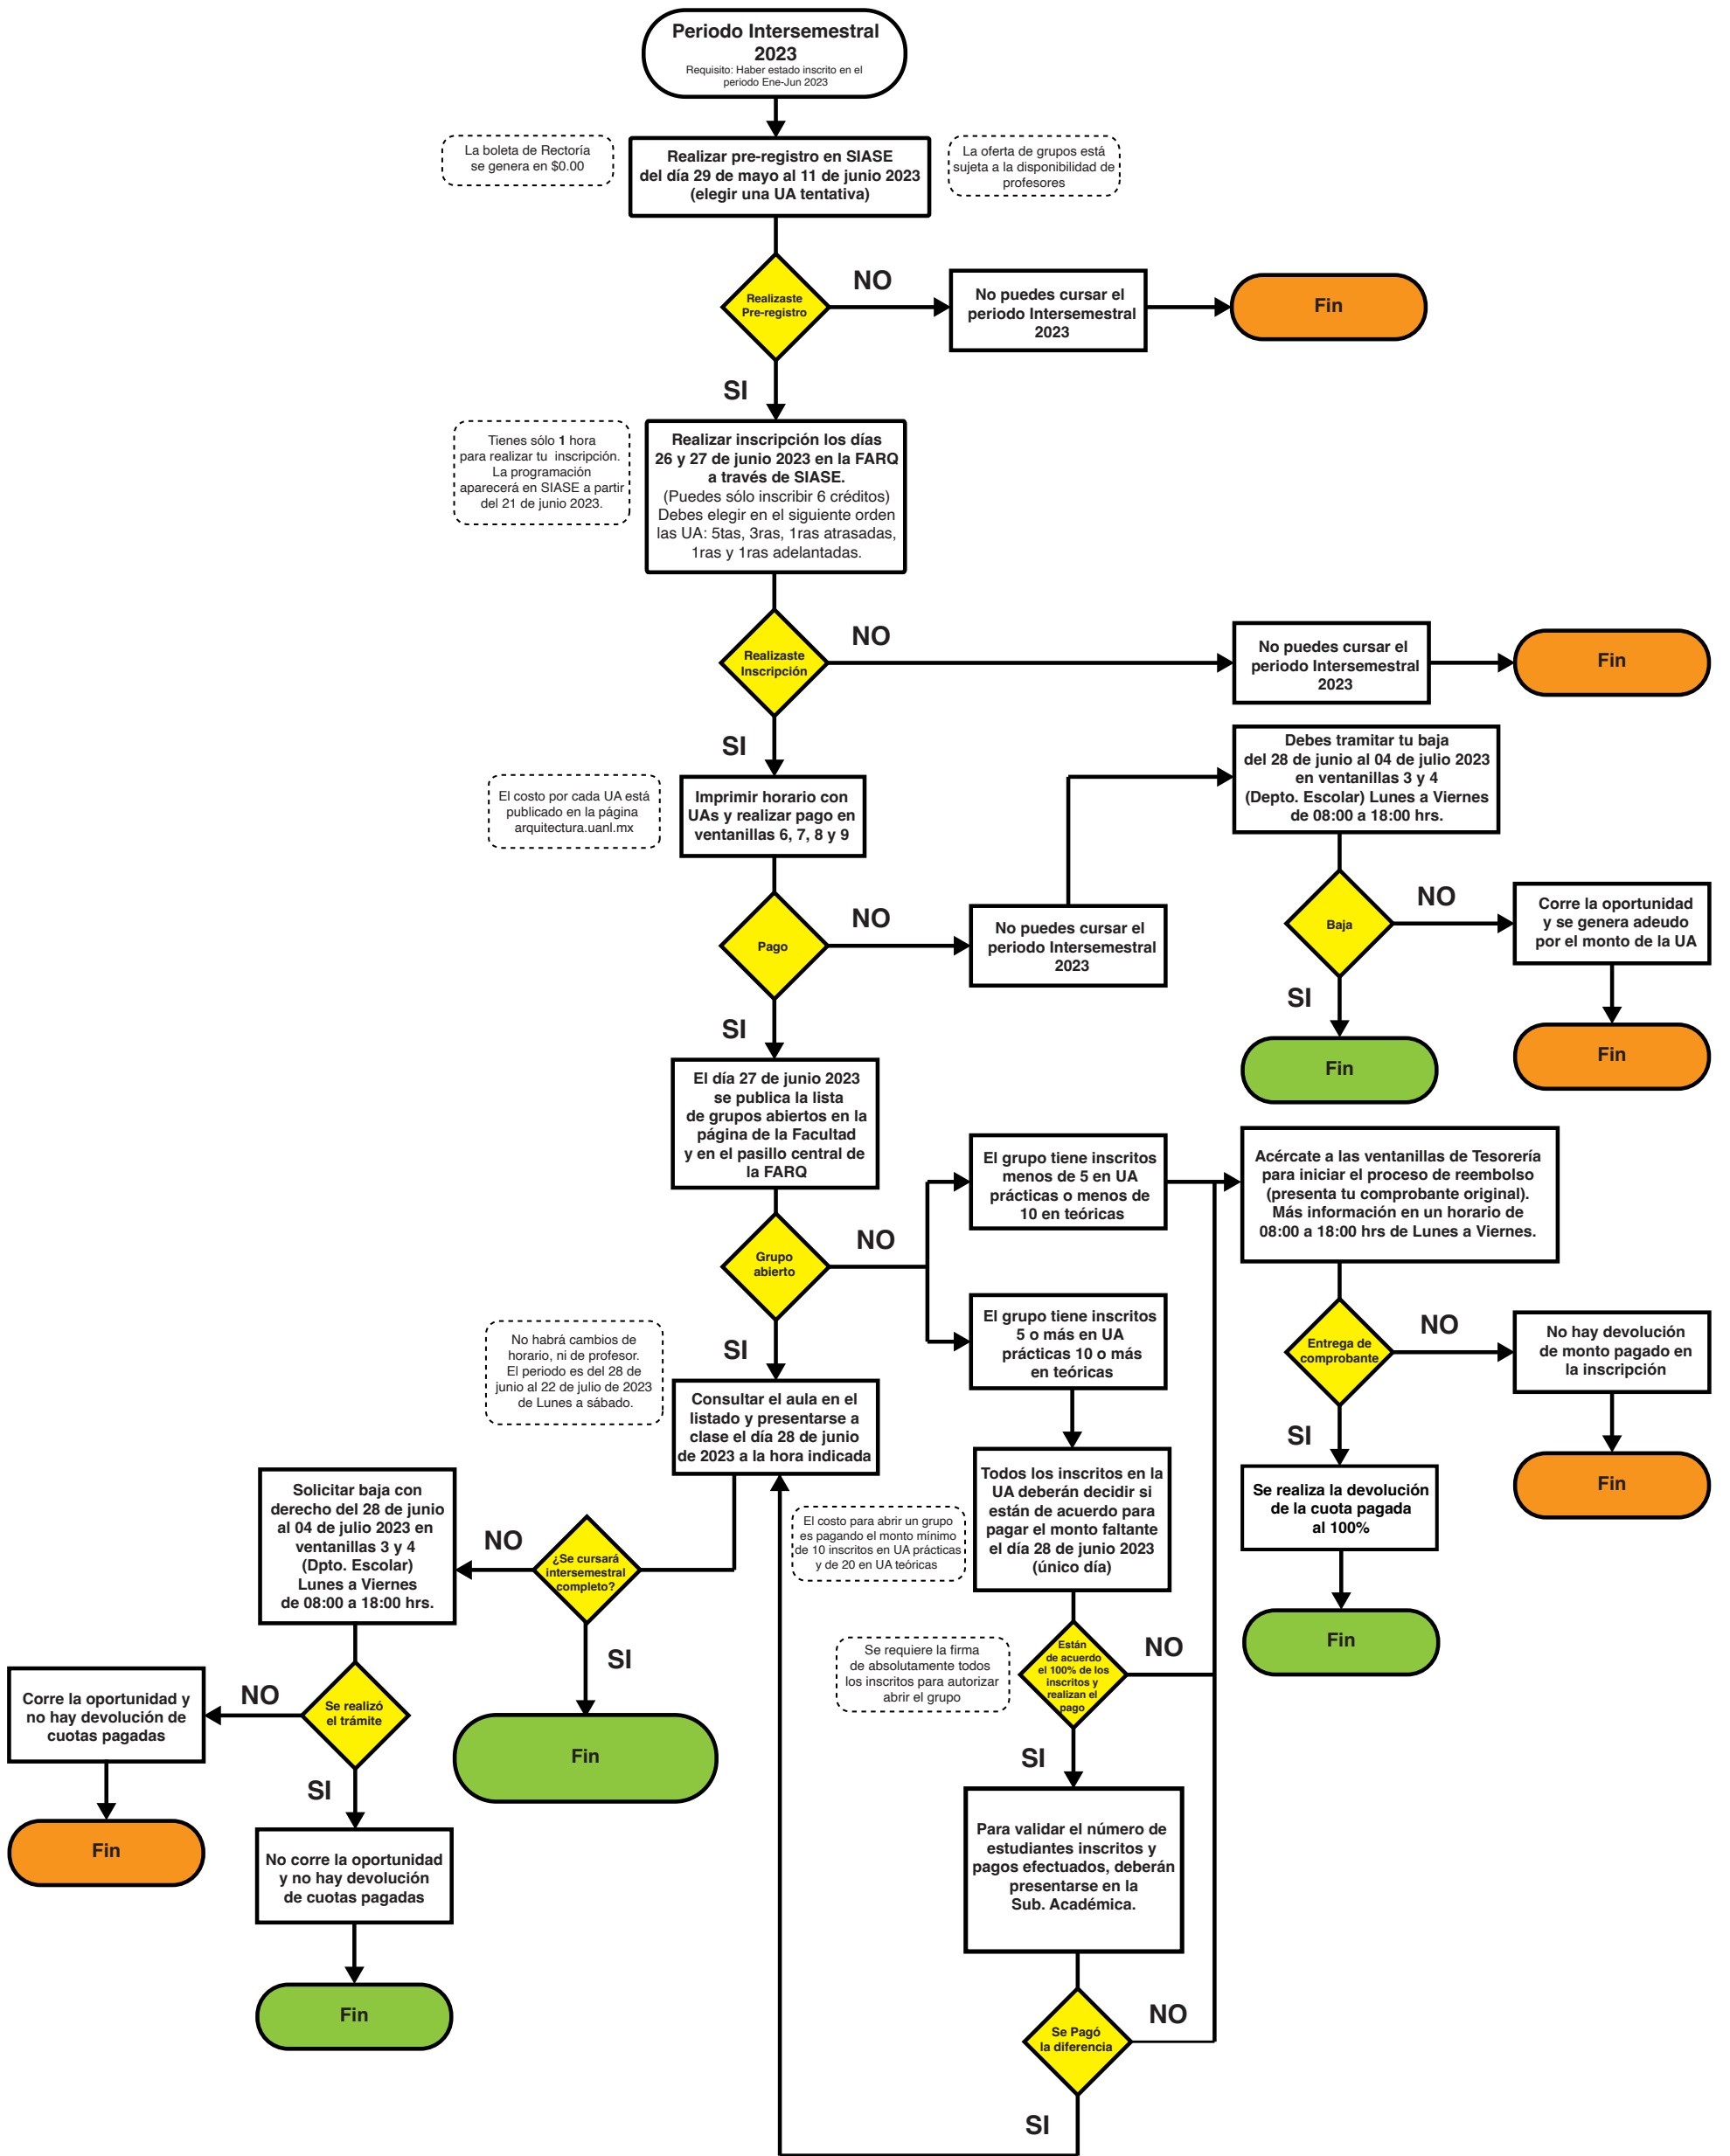 Periodo Intersemestral
2023
Requisito: Haber estado inscrito en el
periodo Ene-Jun 2023
La boleta de Rectoría
se genera en $0.00
Realizar pre-registro en SIASE
del día 29 de mayo al 11 de junio 2023
(elegir una UA tentativa)
La oferta de grupos está
sujeta a la disponibilidad de
profesores
Realizaste
Pre-registro
NO
No puedes cursar el
periodo Intersemestral
2023
Fin
SI
Tienes sólo 1 hora
para realizar tu inscripción.
La programación
aparecerá en SIASE a partir
del 21 de junio 2023.
Realizar inscripción los días
26 y 27 de junio 2023 en la FARQ
a través de SIASE.
(Puedes sólo inscribir 6 créditos)
Debes elegir en el siguiente orden
las UA: 5tas, 3ras, 1ras atrasadas,
1ras y 1ras adelantadas.
Realizaste
Inscripción
NO
No puedes cursar el
periodo Intersemestral
2023
Fin
SI
El costo por cada UA está
publicado en la página
arquitectura.uanl.mx
Imprimir horario con
UAs y realizar pago en
ventanillas 6, 7, 8 y 9
Debes tramitar tu baja
del 28 de junio al 04 de julio 2023
en ventanillas 3 y 4
(Depto. Escolar) Lunes a Viernes
de 08:00 a 18:00 hrs.
Pago
NO
No puedes cursar el
periodo Intersemestral
2023
Baja
NO
Corre la oportunidad
y se genera adeudo
por el monto de la UA
Fin
SI
Fin
SI
El día 27 de junio 2023
se publica la lista
de grupos abiertos en la
página de la Facultad
y en el pasillo central de
la FARQ
Grupo
abierto
NO
El grupo tiene inscritos
menos de 5 en UA
prácticas o menos de
10 en teóricas
El grupo tiene inscritos
5 o más en UA
prácticas 10 o más
en teóricas
Acércate a las ventanillas de Tesorería
para iniciar el proceso de reembolso
(presenta tu comprobante original).
Más información en un horario de
08:00 a 18:00 hrs de Lunes a Viernes.
Entrega de
comprobante
NO
No hay devolución
de monto pagado en
la inscripción
Fin
SI
Se realiza la devolución
de la cuota pagada
al 100%
Fin
SI
No habrá cambios de
horario, ni de profesor.
El periodo es del 28 de
junio al 22 de julio de 2023
de Lunes a sábado.
Consultar el aula en el
listado y presentarse a
clase el día 28 de junio
de 2023 a la hora indicada
Todos los inscritos en la
UA deberán decidir si
están de acuerdo para
pagar el monto faltante
el día 28 de junio 2023
(único día)
El costo para abrir un grupo
es pagando el monto mínimo
de 10 inscritos en UA prácticas
y de 20 en UA teóricas
¿Se cursará
intersemestral
completo?
NO
Solicitar baja con
derecho del 28 de junio
al 04 de julio 2023 en
ventanillas 3 y 4
(Dpto. Escolar)
Lunes a Viernes
de 08:00 a 18:00 hrs.
SI
Fin
Se realizó
el trámite
NO
Corre la oportunidad y
no hay devolución de
cuotas pagadas
Fin
SI
No corre la oportunidad
y no hay devolución
de cuotas pagadas
Fin
Se requiere la firma
de absolutamente todos
los inscritos para autorizar
abrir el grupo
Están
de acuerdo
el 100% de los
inscritos y
realizan el
pago
NO
SI
Para validar el número de
estudiantes inscritos y
pagos efectuados, deberán
presentarse en la
Sub. Académica.
Se Pagó
la diferencia
NO
SI